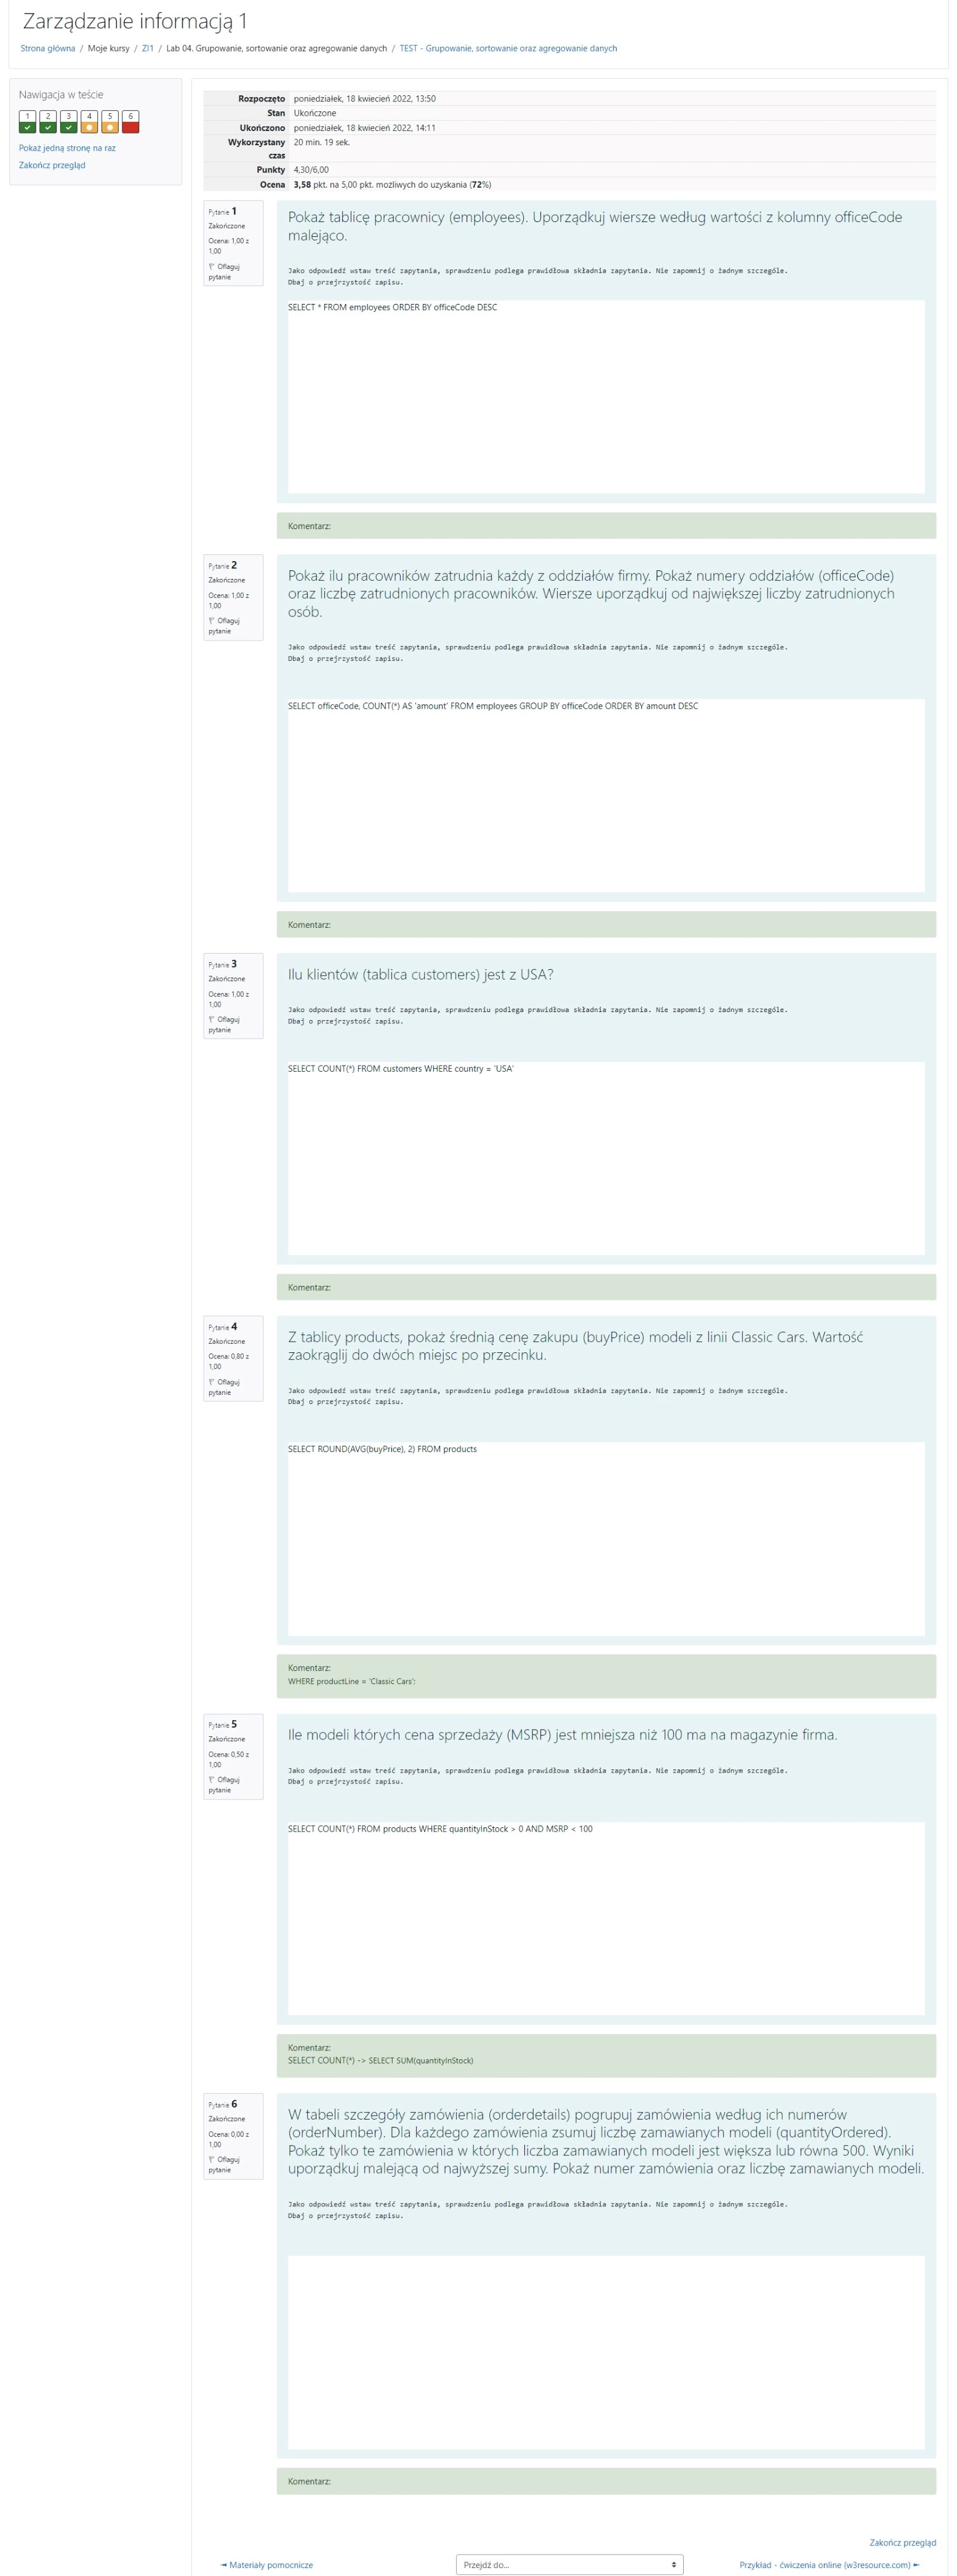 Zarządzanie informacją 1
Strona główna / Moje kursy / ZI1 / Lab 04. Grupowanie, sortowanie oraz agregowanie danych / TEST - Grupowanie, sortowanie oraz agregowanie danych
Nawigacja w teście
1 2 3 4 5 6
Pokaż jedną stronę na raz
Zakończ przegląd
Rozpoczęto poniedziałek, 18 kwiecień 2022, 13:50
Stan Ukończone
Ukończono poniedziałek, 18 kwiecień 2022, 14:11
Wykorzystany 20 min. 19 sek.
czas
Punkty 4,30/6,00
Ocena 3,58 pkt. na 5,00 pkt. możliwych do uzyskania (72%)
Pytanie 1
Zakończone
Ocena: 1,00 z
1,00
Oflaguj
pytanie
Pokaż tablicę pracownicy (employees). Uporządkuj wiersze według wartości z kolumny officeCode
malejąco.
Jako odpowiedź wstaw treść zapytania, sprawdzeniu podlega prawidłowa składnia zapytania. Nie zapomnij o żadnym szczególe.
Dbaj o przejrzystość zapisu.
SELECT * FROM employees ORDER BY officeCode DESC
Komentarz:
Pytanie 2
Zakończone
Ocena: 1,00 z
1,00
Oflaguj
pytanie
Pokaż ilu pracowników zatrudnia każdy z oddziałów firmy. Pokaż numery oddziałów (officeCode)
oraz liczbę zatrudnionych pracowników. Wiersze uporządkuj od największej liczby zatrudnionych
osób.
Jako odpowiedź wstaw treść zapytania, sprawdzeniu podlega prawidłowa składnia zapytania. Nie zapomnij o żadnym szczególe.
Dbaj o przejrzystość zapisu.
SELECT officeCode, COUNT(*) AS 'amount' FROM employees GROUP BY officeCode ORDER BY amount DESC
Komentarz:
Pytanie 3
Zakończone
Ocena: 1,00 z
1,00
Oflaguj
pytanie
Ilu klientów (tablica customers) jest z USA?
Jako odpowiedź wstaw treść zapytania, sprawdzeniu podlega prawidłowa składnia zapytania. Nie zapomnij o żadnym szczególe.
Dbaj o przejrzystość zapisu.
SELECT COUNT(*) FROM customers WHERE country = 'USA'
Komentarz:
Pytanie 4
Zakończone
Ocena: 0,80 z
1,00
Oflaguj
pytanie
Z tablicy products, pokaż średnią cenę zakupu (buyPrice) modeli z linii Classic Cars. Wartość
zaokrąglij do dwóch miejsc po przecinku.
Jako odpowiedź wstaw treść zapytania, sprawdzeniu podlega prawidłowa składnia zapytania. Nie zapomnij o żadnym szczególe.
Dbaj o przejrzystość zapisu.
SELECT ROUND(AVG(buyPrice), 2) FROM products
Komentarz:
WHERE productLine = 'Classic Cars';
Pytanie 5
Zakończone
Ocena: 0,50 z
1,00
Oflaguj
pytanie
Ile modeli których cena sprzedaży (MSRP) jest mniejsza niż 100 ma na magazynie firma.
Jako odpowiedź wstaw treść zapytania, sprawdzeniu podlega prawidłowa składnia zapytania. Nie zapomnij o żadnym szczególe.
Dbaj o przejrzystość zapisu.
SELECT COUNT(*) FROM products WHERE quantityInStock > 0 AND MSRP < 100
Komentarz:
SELECT COUNT(*) -> SELECT SUM(quantityInStock)
Pytanie 6
Zakończone
Ocena: 0,00 z
1,00
Oflaguj
pytanie
W tabeli szczegóły zamówienia (orderdetails) pogrupuj zamówienia według ich numerów
(orderNumber). Dla każdego zamówienia zsumuj liczbę zamawianych modeli (quantityOrdered).
Pokaż tylko te zamówienia w których liczba zamawianych modeli jest większa lub równa 500. Wyniki
uporządkuj malejącą od najwyższej sumy. Pokaż numer zamówienia oraz liczbę zamawianych modeli.
Jako odpowiedź wstaw treść zapytania, sprawdzeniu podlega prawidłowa składnia zapytania. Nie zapomnij o żadnym szczególe.
Dbaj o przejrzystość zapisu.
Komentarz:
Zakończ przegląd
◄ Materiały pomocnicze
Przejdź do...
Przykład - ćwiczenia online (w3resource.com) ►